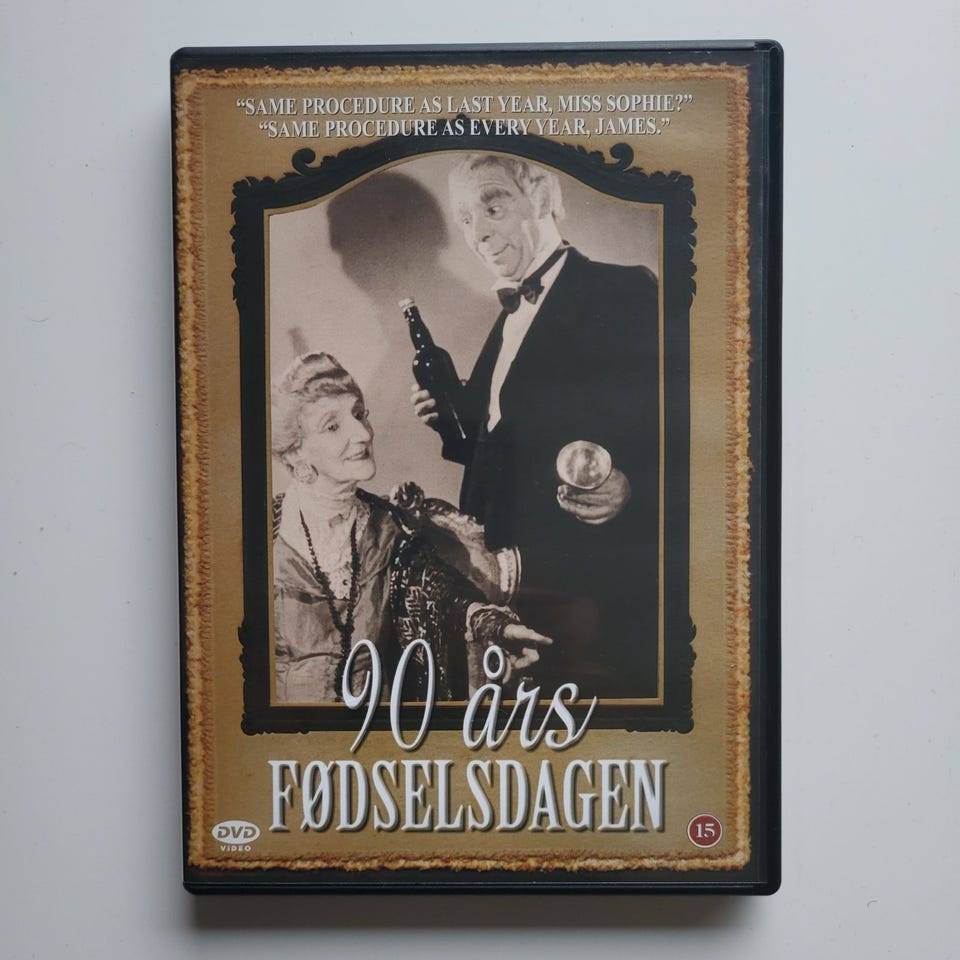 "SAME PROCEDURE AS LAST YEAR, MISS SOPHIE?"
"SAME PROCEDURE AS EVERY YEAR, JAMES."
90 års
FØDSELSDAGEN
DVD
VIDEO
15